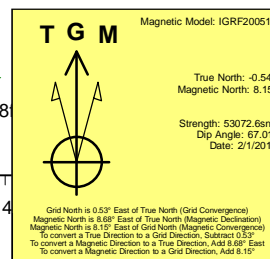 Magnetic Model: IGRF20051
T G M
True North: -0.54
Magnetic North: 8.15
8
Strength: 53072.6sn
Dip Angle: 67.01
Date: 2/1/201
4
Grid North is 0.53° East of True North (Grid Convergence)
Magnetic North is 8.68° East of True North (Magnetic Declination)
Magnetic North is 8.15° East of Grid North (Magnetic Convergence)
To convert a True Direction to a Grid Direction, Subtract 0.53°
To convert a Magnetic Direction to a True Direction, Add 8.68° East
To convert a Magnetic Direction to a Grid Direction, Add 8.15°